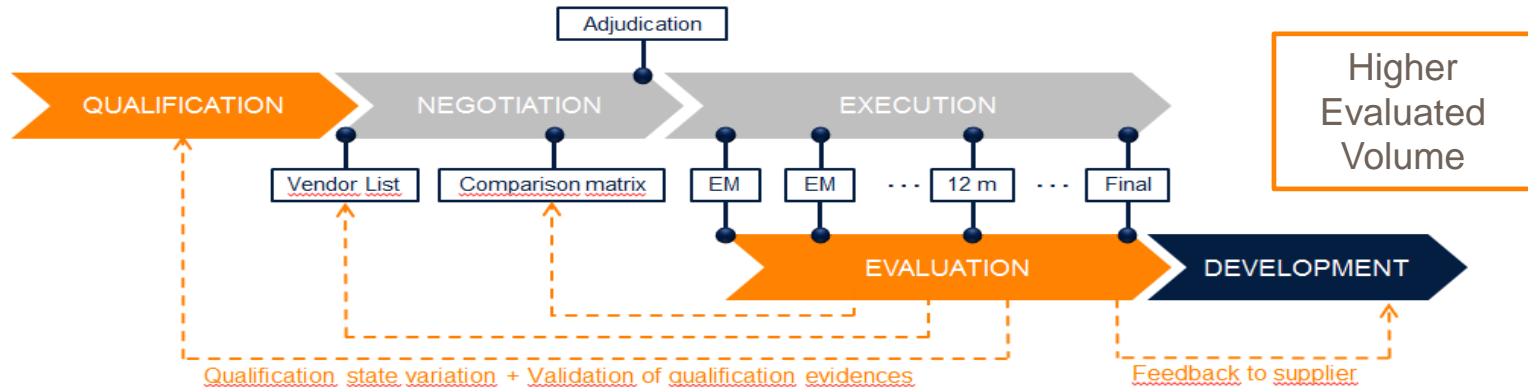 Adjudication
QUALIFICATION
NEGOTIATION
EXECUTION
Higher
Evaluated
Volume
Vendor List
Comparison matrix
EM
EM
...
12 m
...
Final
EVALUATION
DEVELOPMENT
Qualification state variation + Validation of qualification evidences
Feedback to supplier